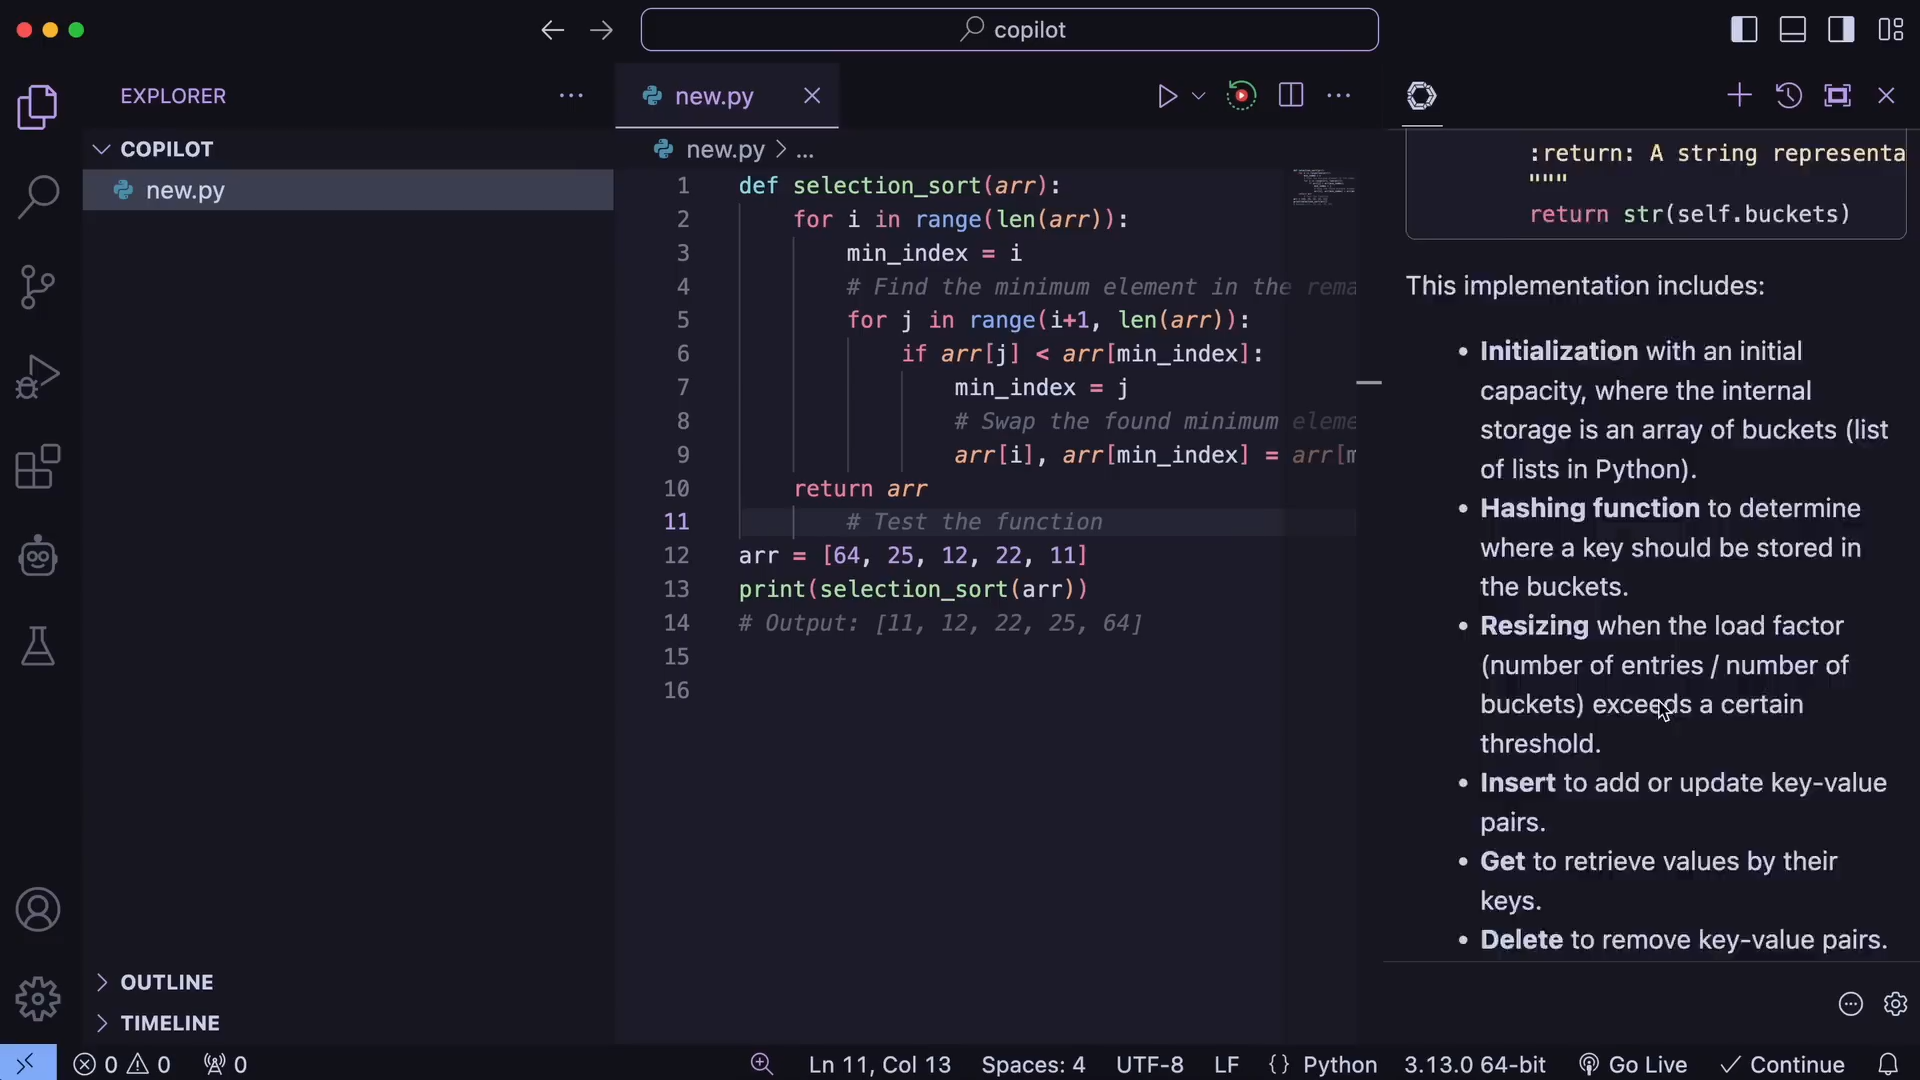 copilot
EXPLORER
COPILOT
new.py
OUTLINE
TIMELINE
new.py
new.py > ...
1 def selection_sort(arr):
2 for i in range(len(arr)):
3 min_index = i
4 # Find the minimum element in the rema
5 for j in range(i+1, len(arr)):
6 if arr[j] < arr[min_index]:
7 min_index = j
8 # Swap the found minimum eleme
9 arr[i], arr[min_index] = arr[m
10 return arr
11 # Test the function
12 arr = [64, 25, 12, 22, 11]
13 print(selection_sort(arr))
14 # Output: [11, 12, 22, 25, 64]
15
16
:return: A string representa
"""
return str(self.buckets)
This implementation includes:
• Initialization with an initial
capacity, where the internal
storage is an array of buckets (list
of lists in Python).
• Hashing function to determine
where a key should be stored in
the buckets.
• Resizing when the load factor
(number of entries / number of
buckets) exceeds a certain
threshold.
• Insert to add or update key-value
pairs.
• Get to retrieve values by their
keys.
• Delete to remove key-value pairs.
0 0 0 Ln 11, Col 13 Spaces: 4 UTF-8 LF {} Python 3.13.0 64-bit Go Live Continue